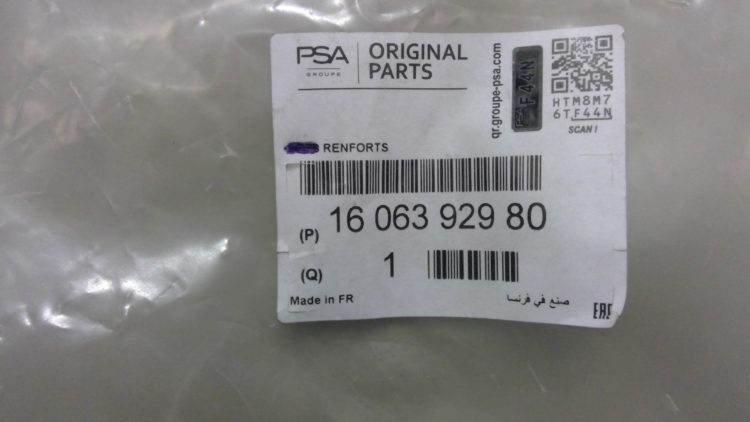 PSA
GROUPE
ORIGINAL
PARTS
qr.groupe-psa.com
F44N
HTM8M7
6TF44N
SCAN!
RENFORTS
(P) 16 063 929 80
(Q) 1
Made in FR
صنع في فرنسا
EAC